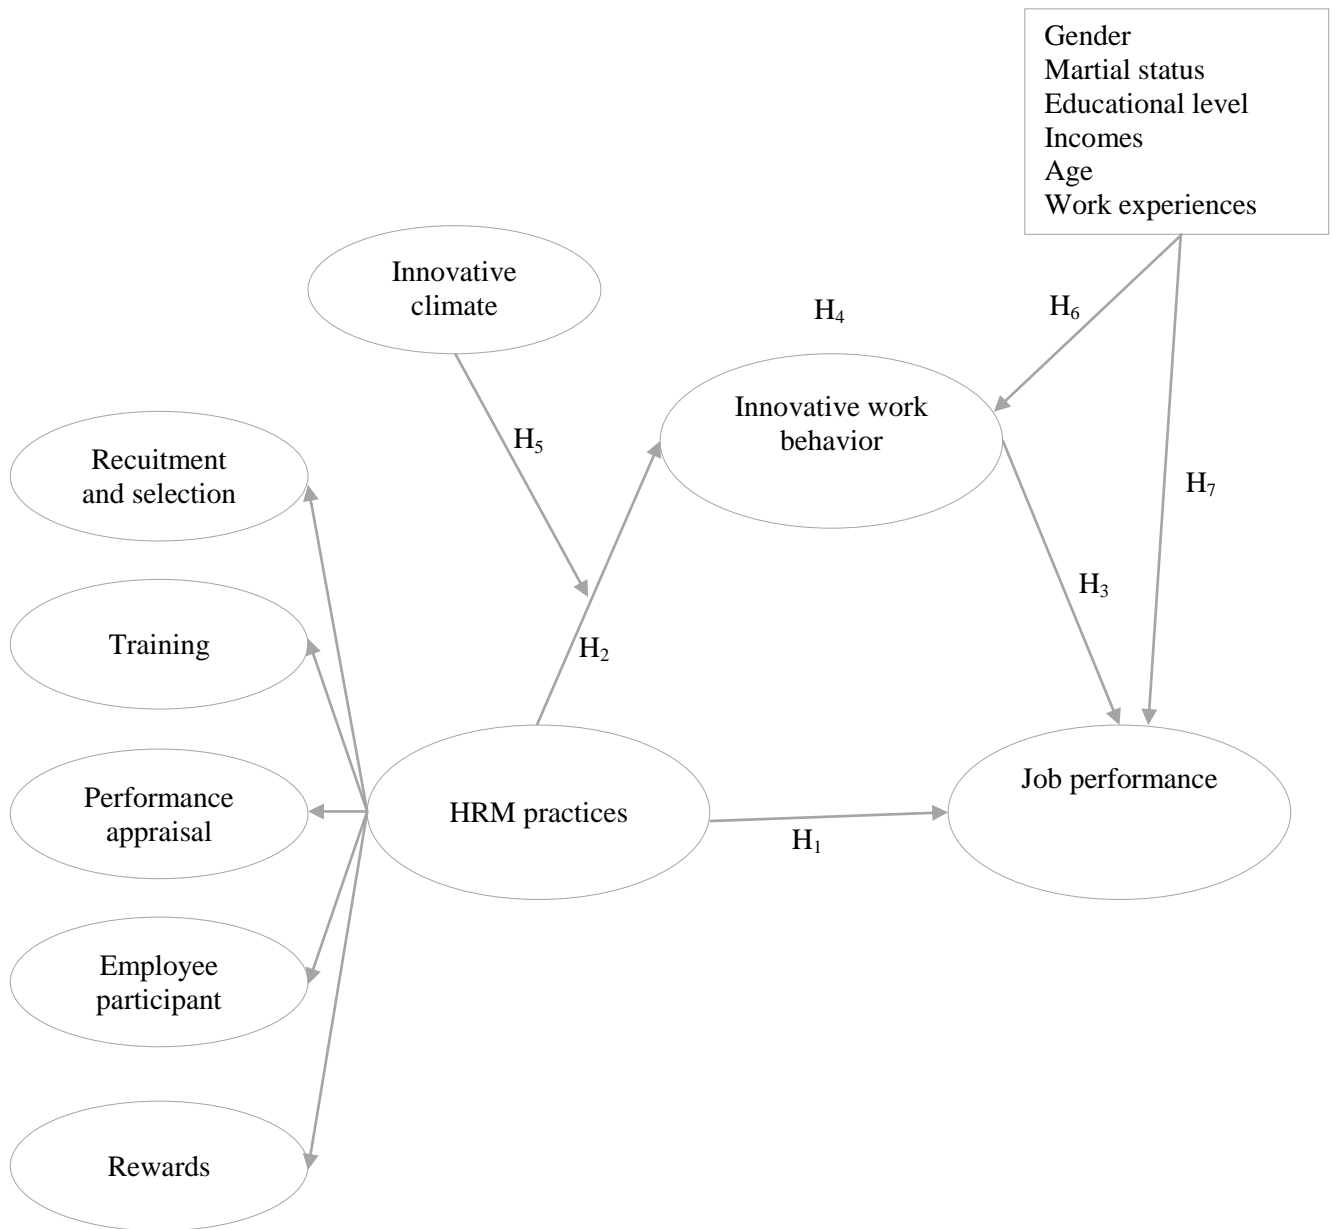 Gender
Martial status
Educational level
Incomes
Age
Work experiences
Innovative
climate
H₄
H₆
Innovative work
behavior
H₅
Recuitment
and selection
H₇
H₃
Training
H₂
Performance
appraisal
HRM practices
Job performance
H₁
Employee
participant
Rewards